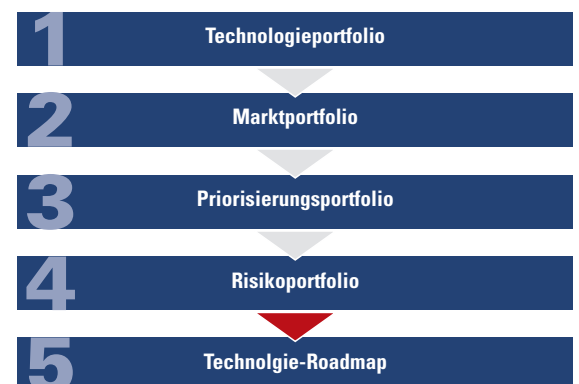 1 Technologieportfolio
2 Marktportfolio
3 Priorisierungsportfolio
4 Risikoportfolio
5 Technolgie-Roadmap